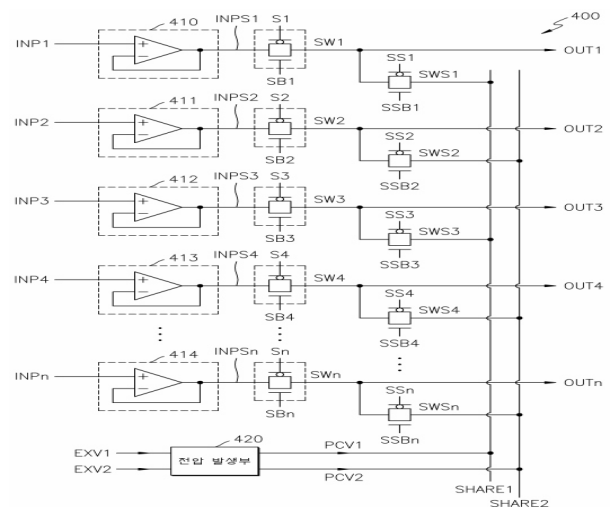 400
410 INPS1 S1
INP1 + − SW1 OUT1
SB1 SS1 SWS1
SSB1
411 INPS2 S2
INP2 + − SW2 OUT2
SB2 SS2 SWS2
SSB2
412 INPS3 S3
INP3 + − SW3 OUT3
SB3 SS3 SWS3
SSB3
413 INPS4 S4
INP4 + − SW4 OUT4
SB4 SS4 SWS4
SSB4
414 INPSn Sn
INPn + − SWn OUTn
SBn SSn SWSn
SSBn
420
EXV1 PCV1
전압 발생부
EXV2 PCV2
SHARE1
SHARE2